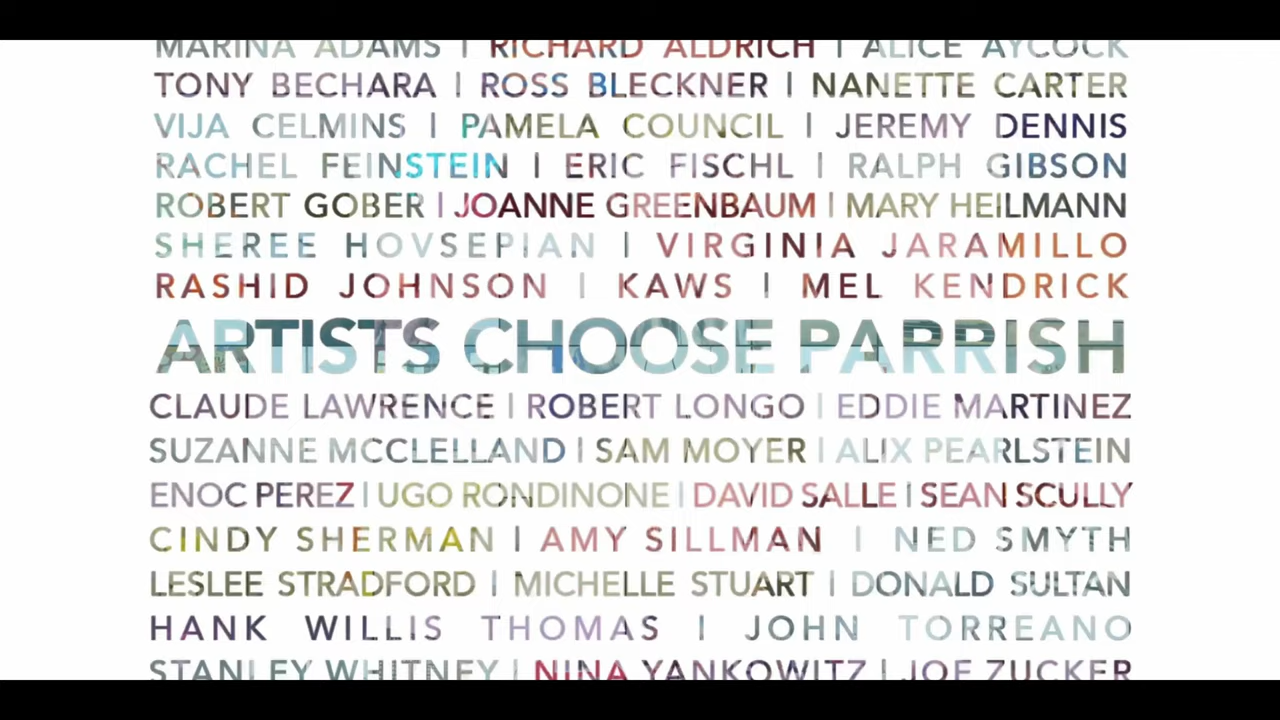 MARINA ADAMS | RICHARD ALDRICH | ALICE AYCOCK
TONY BECHARA | ROSS BLECKNER | NANETTE CARTER
VIJA CELMINS | PAMELA COUNCIL | JEREMY DENNIS
RACHEL FEINSTEIN | ERIC FISCHL | RALPH GIBSON
ROBERT GOBER | JOANNE GREENBAUM | MARY HEILMANN
SHEREE HOVSEPIAN | VIRGINIA JARAMILLO
RASHID JOHNSON | KAWS | MEL KENDRICK
ARTISTS CHOOSE PARRISH
CLAUDE LAWRENCE | ROBERT LONGO | EDDIE MARTINEZ
SUZANNE MCCLELLAND | SAM MOYER | ALIX PEARLSTEIN
ENOC PEREZ | UGO RONDINONE | DAVID SALLE | SEAN SCULLY
CINDY SHERMAN | AMY SILLMAN | NED SMYTH
LESLEE STRADFORD | MICHELLE STUART | DONALD SULTAN
HANK WILLIS THOMAS | JOHN TORREANO
STANLEY WHITNEY | NINA YANKOWITZ | JOE ZUCKER